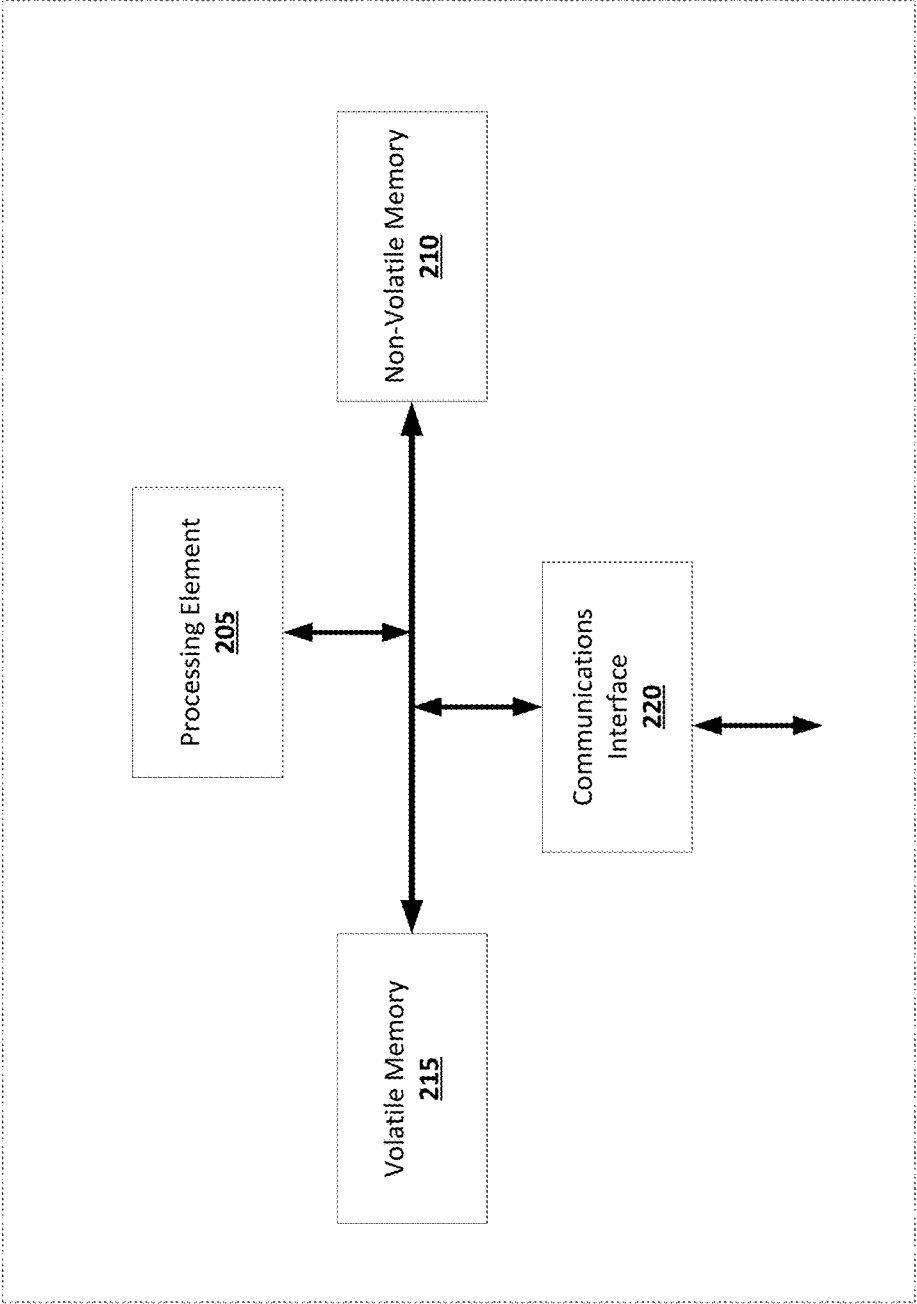 Processing Element
205
Volatile Memory
215
Non-Volatile Memory
210
Communications
Interface
220